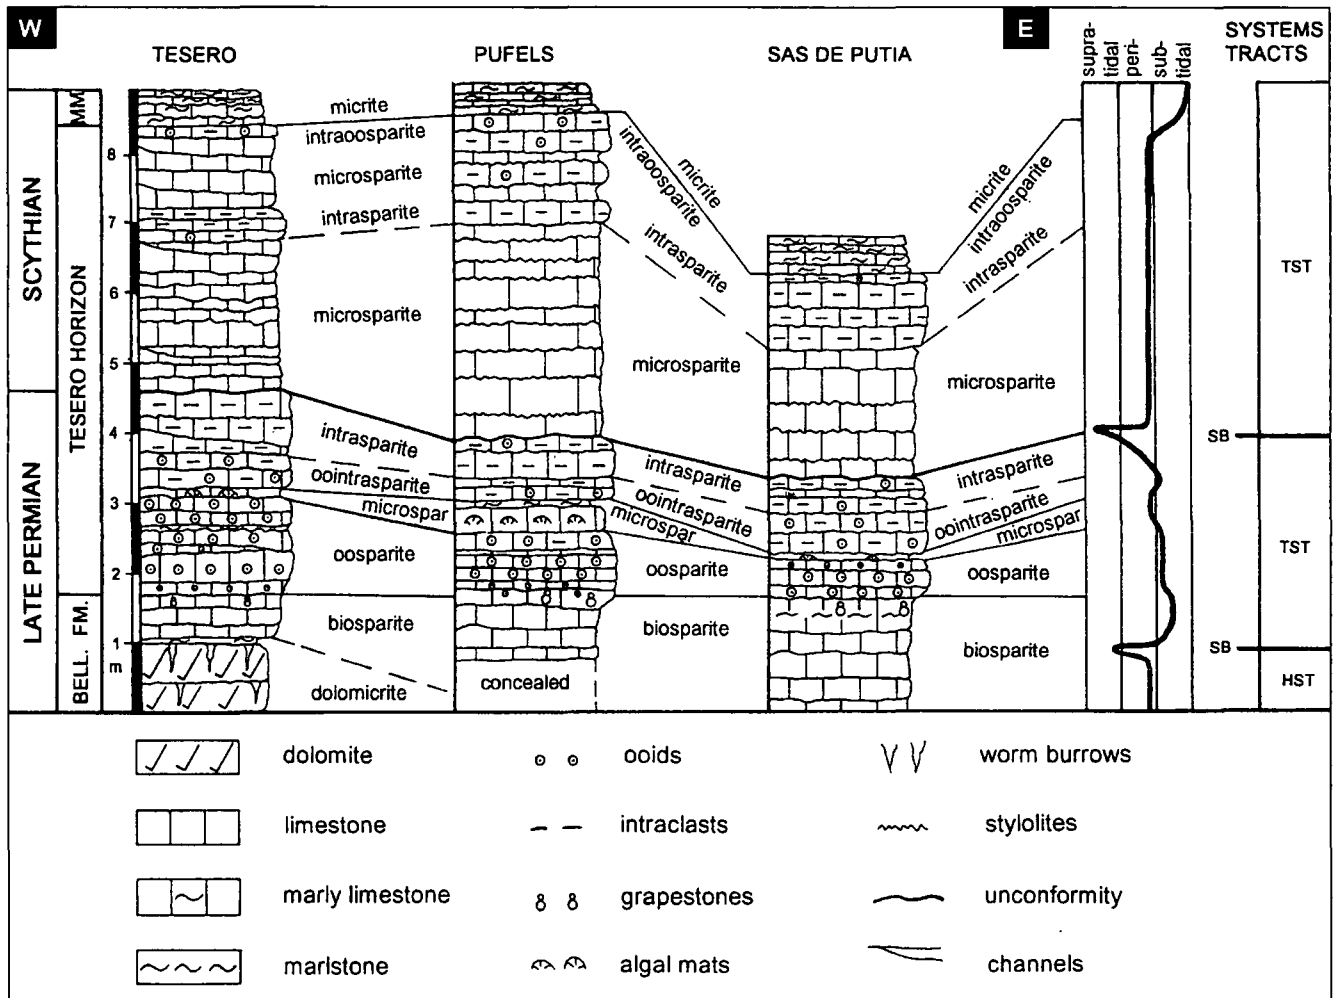 W
E
TESERO
PUFELS
SAS DE PUTIA
supra-
tidal
peri-
sub-
tidal
SYSTEMS
TRACTS
SCYTHIAN
LATE PERMIAN
MM.
TESERO HORIZON
BELL. FM.
8
7
6
5
4
3
2
1
m
micrite
intraoosparite
microsparite
intrasparite
microsparite
intrasparite
oointrasparite
microspar
oosparite
biosparite
dolomicrite
concealed
micrite
intraoosparite
intrasparite
microsparite
intrasparite
oointrasparite
microspar
oosparite
biosparite
micrite
intraoosparite
intrasparite
microsparite
intrasparite
oointrasparite
microspar
oosparite
biosparite
TST
SB
TST
SB
HST
dolomite
ooids
worm burrows
limestone
intraclasts
stylolites
marly limestone
grapestones
unconformity
marlstone
algal mats
channels